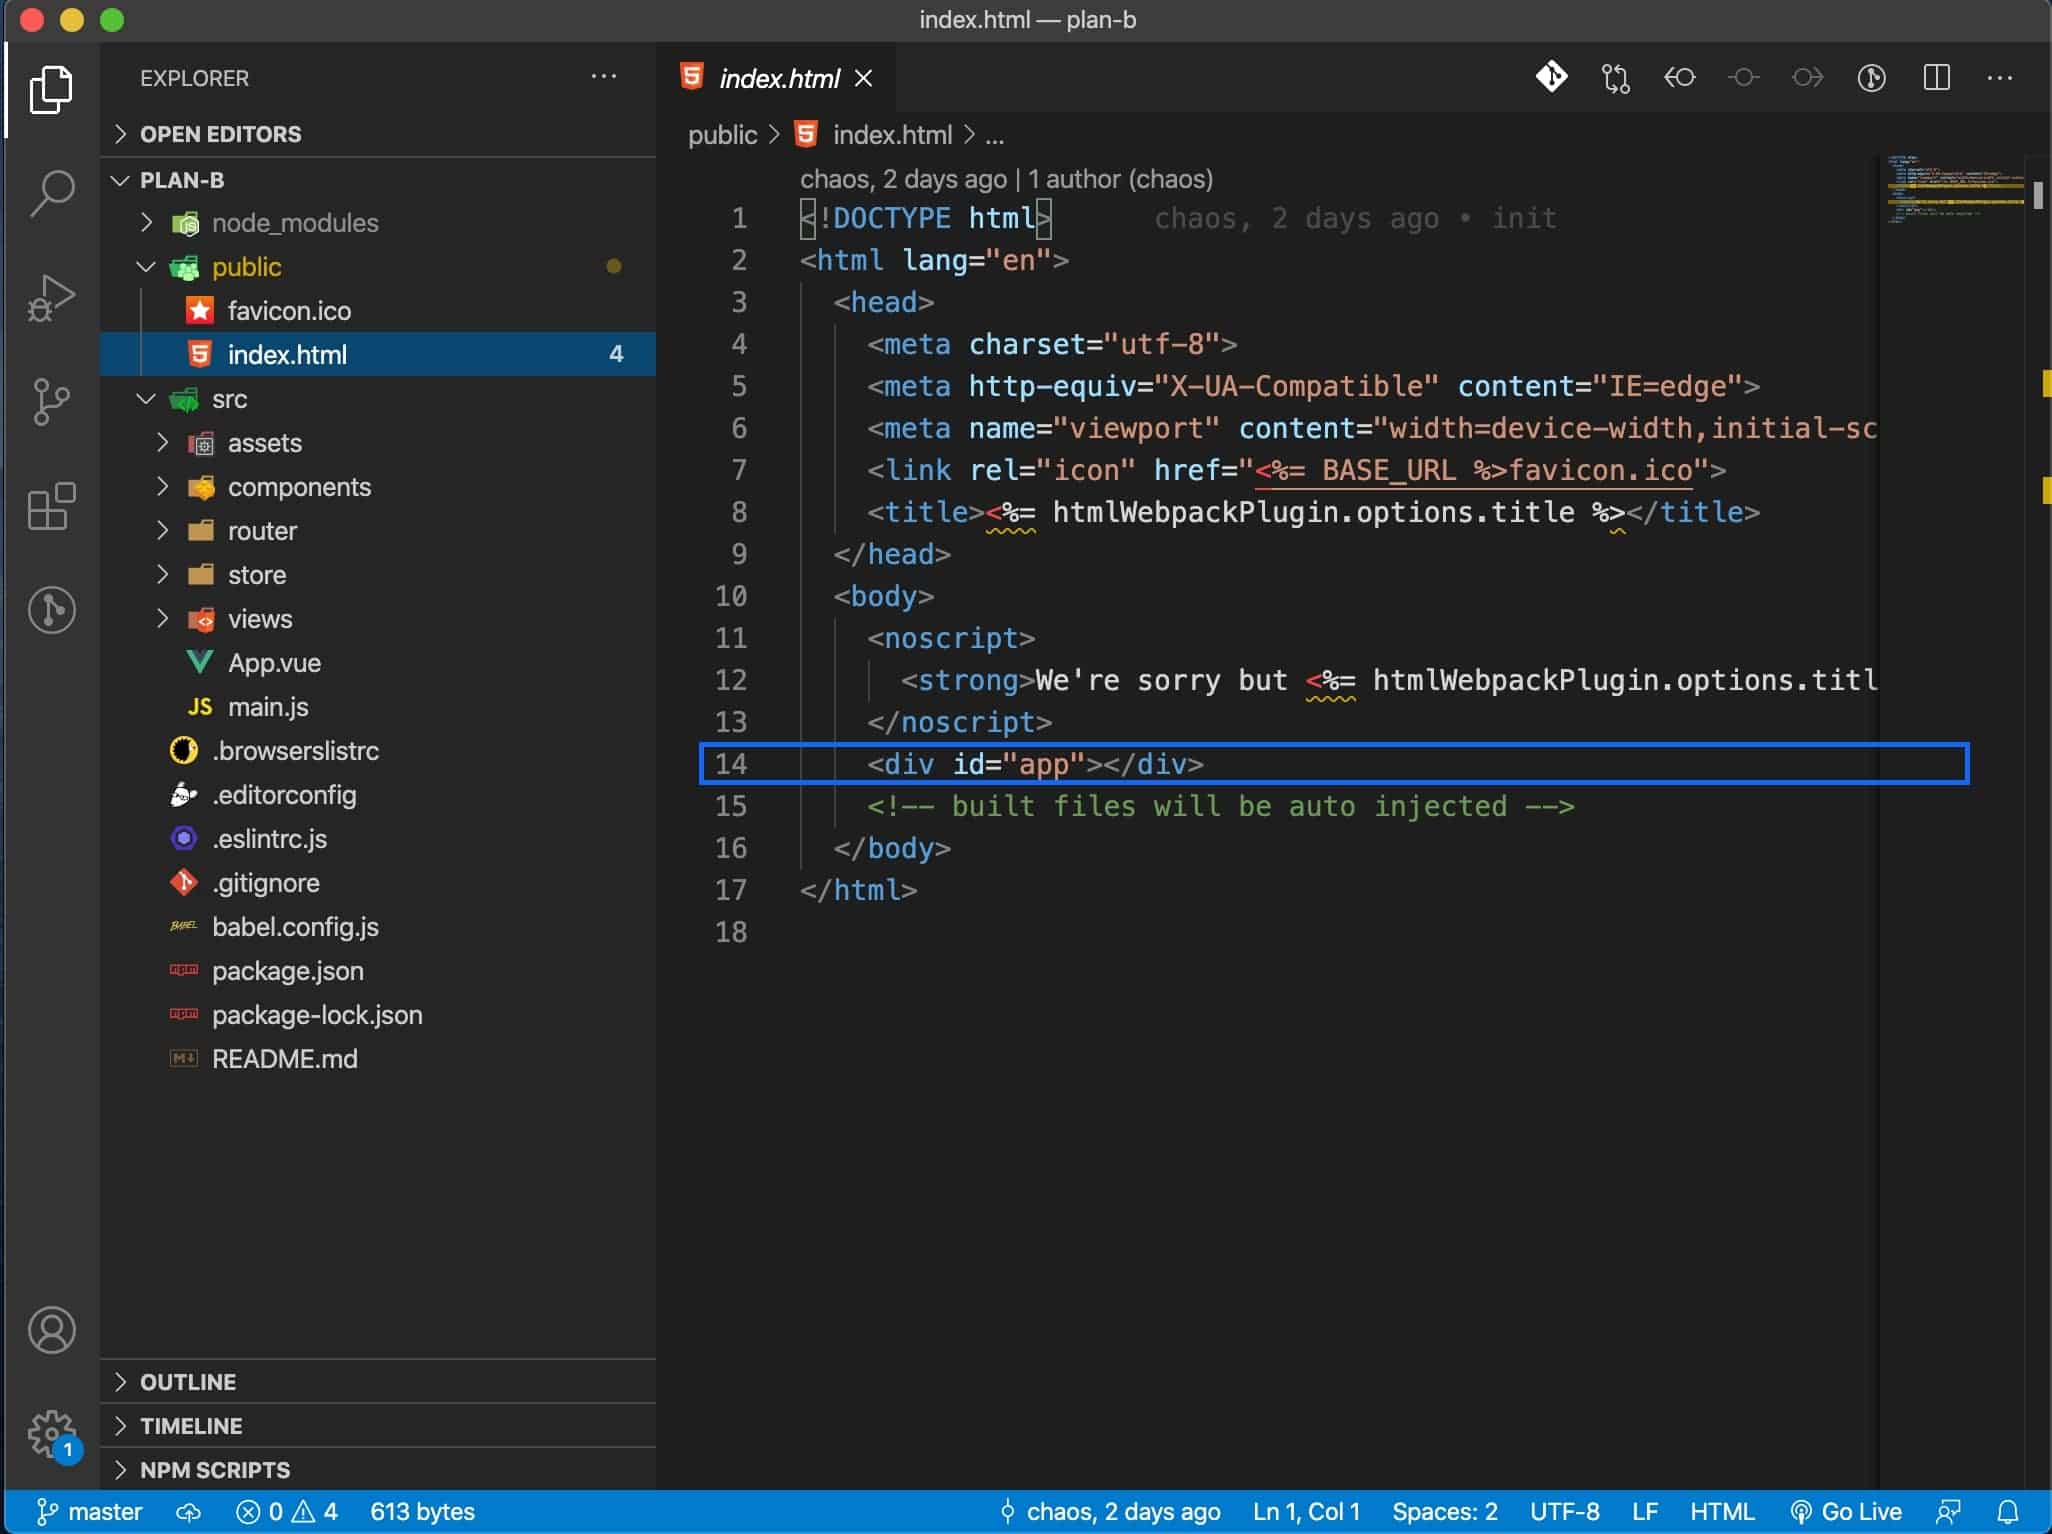 index.html — plan-b
EXPLORER
OPEN EDITORS
PLAN-B
node_modules
public
favicon.ico
index.html 4
src
assets
components
router
store
views
App.vue
JS main.js
.browserslistrc
.editorconfig
.eslintrc.js
.gitignore
BABEL babel.config.js
npm package.json
npm package-lock.json
M↓ README.md
OUTLINE
TIMELINE
NPM SCRIPTS
1
5 index.html
public > 5 index.html > ...
chaos, 2 days ago | 1 author (chaos)
1 <!DOCTYPE html> chaos, 2 days ago • init
2 <html lang="en">
3 <head>
4 <meta charset="utf-8">
5 <meta http-equiv="X-UA-Compatible" content="IE=edge">
6 <meta name="viewport" content="width=device-width,initial-sc
7 <link rel="icon" href="<%= BASE_URL %>favicon.ico">
8 <title><%= htmlWebpackPlugin.options.title %></title>
9 </head>
10 <body>
11 <noscript>
12 <strong>We're sorry but <%= htmlWebpackPlugin.options.titl
13 </noscript>
14 <div id="app"></div>
15 <!-- built files will be auto injected -->
16 </body>
17 </html>
18
master 0 4 613 bytes chaos, 2 days ago Ln 1, Col 1 Spaces: 2 UTF-8 LF HTML Go Live